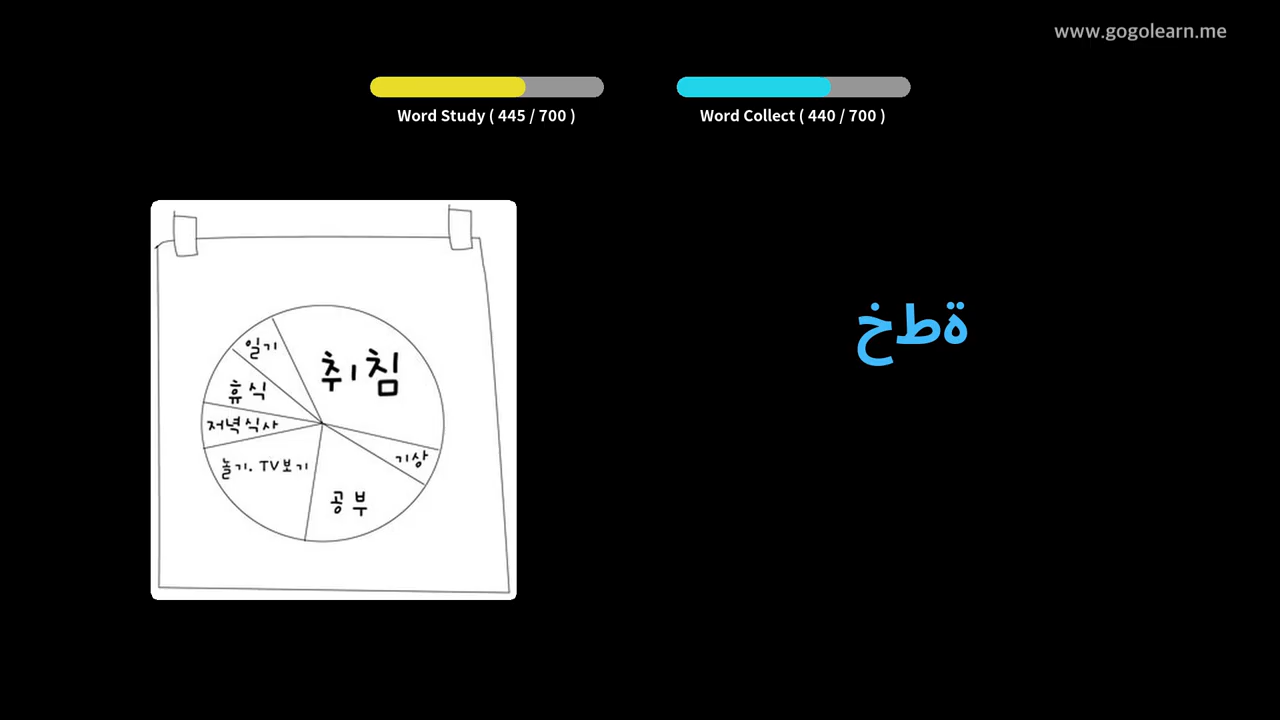 www.gogolearn.me
Word Study ( 445 / 700 )
Word Collect ( 440 / 700 )
일기
취침
휴식
저녁식사
기상
놀기. TV보기
공부
ةطخ